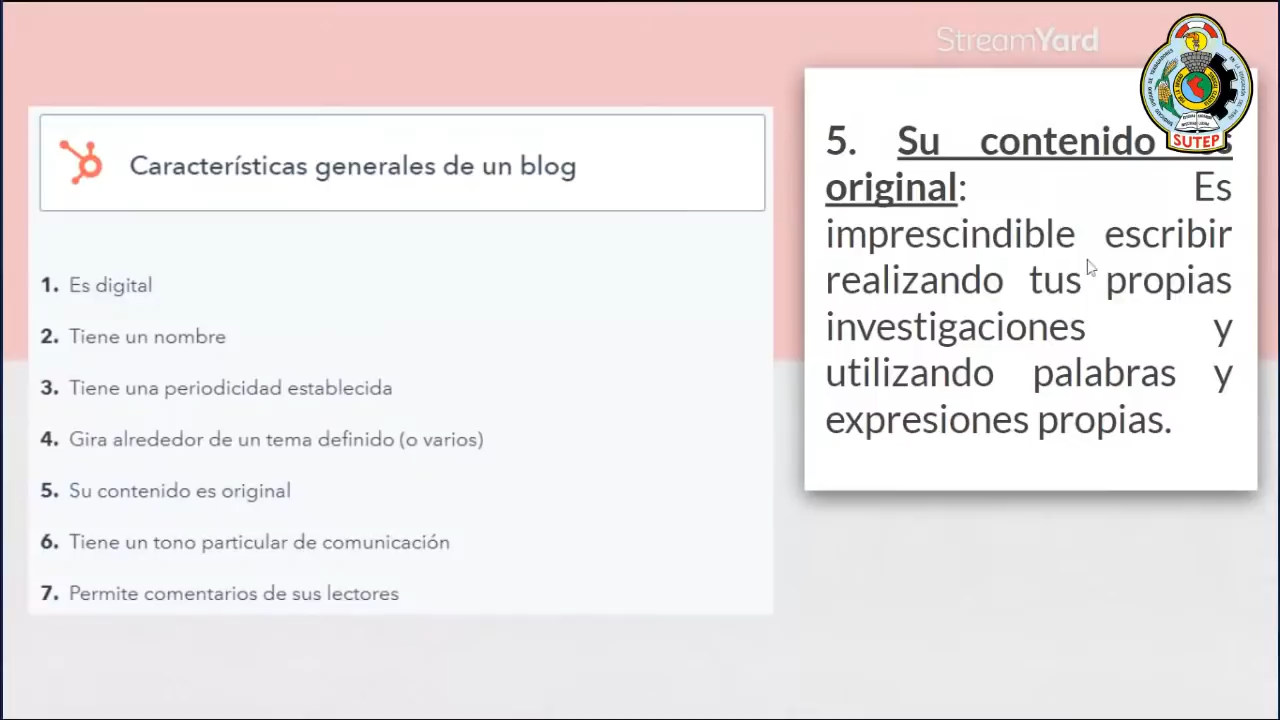 StreamYard
Características generales de un blog
1. Es digital
2. Tiene un nombre
3. Tiene una periodicidad establecida
4. Gira alrededor de un tema definido (o varios)
5. Su contenido es original
6. Tiene un tono particular de comunicación
7. Permite comentarios de sus lectores
5. Su contenido
original: Es
imprescindible escribir
realizando tus propias
investigaciones y
utilizando palabras y
expresiones propias.
SUTEP